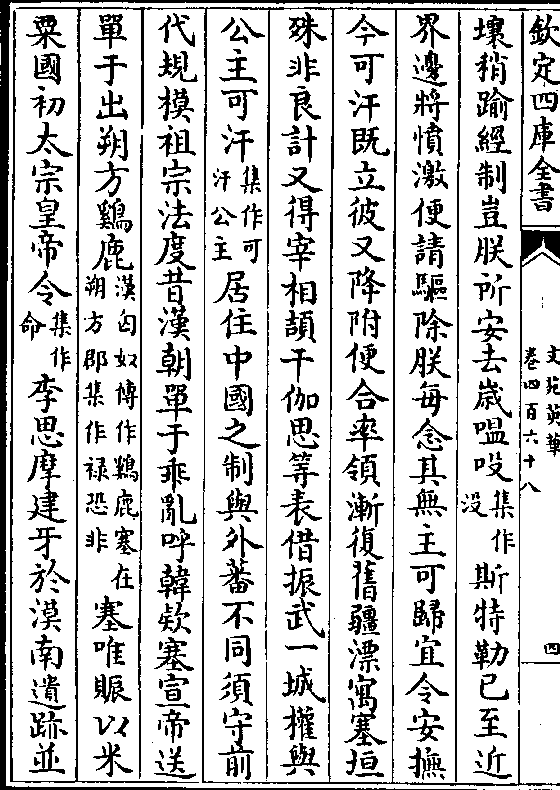 欽定四庫全書
文苑英華
卷四百六十八
四
壤稍踰經制豈朕所安去歲嗢吺集作没斯特勒已至近
界邊將憤激便請驅除朕每念其無主可歸宜令安撫
今可汗既立彼又降附便合率領漸復舊疆漂寓塞垣
殊非良計又得宰相頡干伽思等表借振武一城權與
公主可汗集作可汗公主居住中國之制與外蕃不同須守前
代規模祖宗法度昔漢朝單于乖亂呼韓欵塞宣帝送
單于出朔方鷄鹿漢匈奴傳作鷄鹿塞在朔方郡集作禄恐非塞唯賑以米
粟國初太宗皇帝令集作命李思摩建牙於漠南遺跡並